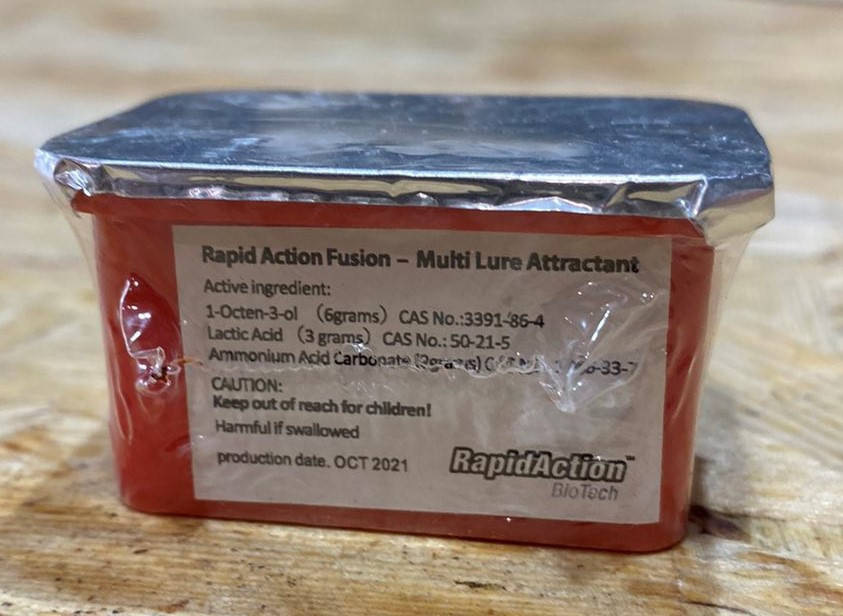 Rapid Action Fusion – Multi Lure Attractant
Active ingredient:
1-Octen-3-ol （6grams） CAS No.:3391-86-4
Lactic Acid （3 grams） CAS No.: 50-21-5
Ammonium Acid Carbonate
CAUTION:
Keep out of reach for children!
Harmful if swallowed
production date. OCT 2021
RapidAction™
BioTech